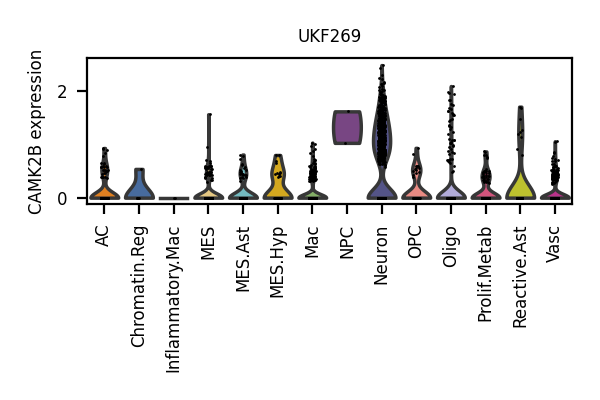 UKF269
CAMK2B expression
2
0
AC
Chromatin.Reg
Inflammatory.Mac
MES
MES.Ast
MES.Hyp
Mac
NPC
Neuron
OPC
Oligo
Prolif.Metab
Reactive.Ast
Vasc